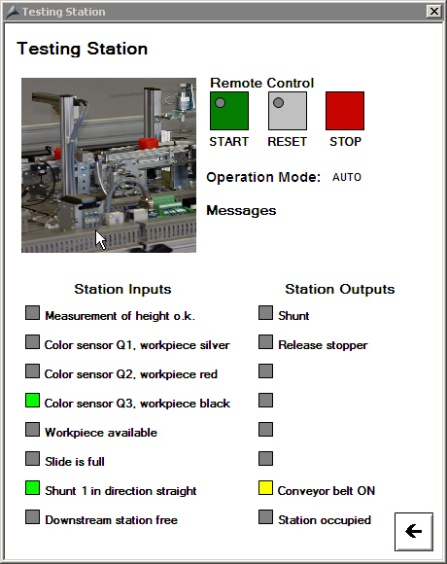 Testing Station
Testing Station
Remote Control
START RESET STOP
Operation Mode: AUTO
Messages
Station Inputs Station Outputs
Measurement of height o.k. Shunt
Color sensor Q1, workpiece silver Release stopper
Color sensor Q2, workpiece red
Color sensor Q3, workpiece black
Workpiece available
Slide is full
Shunt 1 in direction straight Conveyor belt ON
Downstream station free Station occupied